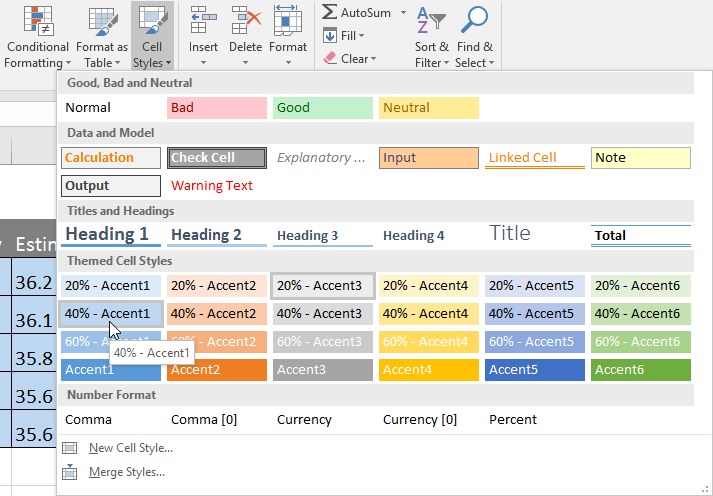 Conditional Formatting
Format as Table
Cell Styles
Insert
Delete
Format
AutoSum
Fill
Clear
Sort & Filter
Find & Select
Good, Bad and Neutral
Normal Bad Good Neutral
Data and Model
Calculation Check Cell Explanatory ... Input Linked Cell Note
Output Warning Text
Titles and Headings
Heading 1 Heading 2 Heading 3 Heading 4 Title Total
Themed Cell Styles
20% - Accent1 20% - Accent2 20% - Accent3 20% - Accent4 20% - Accent5 20% - Accent6
40% - Accent1 40% - Accent2 40% - Accent3 40% - Accent4 40% - Accent5 40% - Accent6
60% - Accent1 60% - Accent2 60% - Accent3 60% - Accent4 60% - Accent5 60% - Accent6
40% - Accent1
Accent1 Accent2 Accent3 Accent4 Accent5 Accent6
Number Format
Comma Comma [0] Currency Currency [0] Percent
New Cell Style...
Merge Styles...
Estim
36.2
36.1
35.8
35.6
35.6